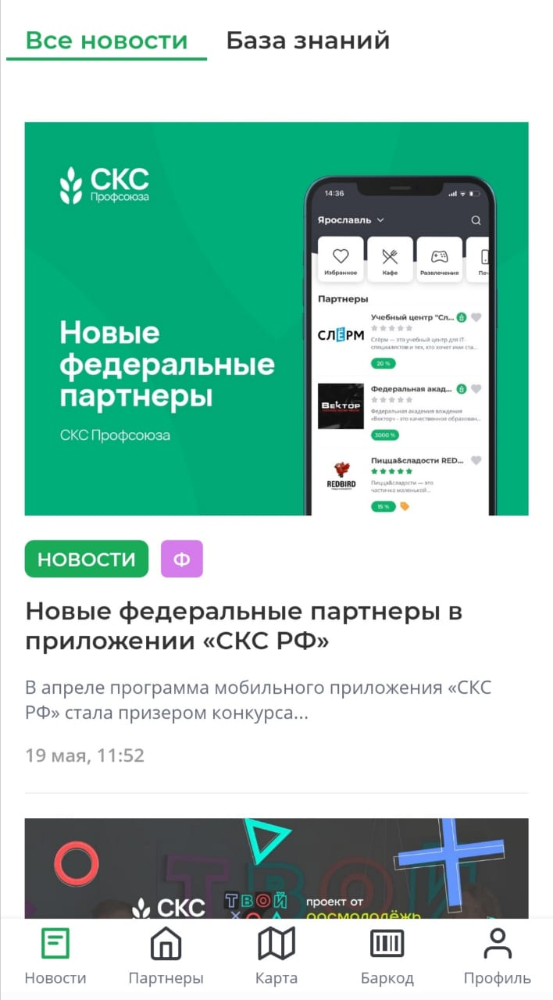 Все новости
База знаний
СКС
Профсоюза
Новые
федеральные
партнеры
СКС Профсоюза
14:36
Ярославль
Избранное
Кафе
Развлечения
Партнеры
СЛЁРМ
Учебный центр "Сл...
Слёрм — это учебный центр для IT-
специалистов и тех, кто хочет ими ста...
20 %
ВЕКТОР
Федеральная акад...
Федеральная академия вождения
«Вектор» - это качественное образован...
3000 %
REDBIRD
Пицца&сладости RED...
Пицца&сладости — это
частичка маленькой...
15 %
НОВОСТИ
Ф
Новые федеральные партнеры в
приложении «СКС РФ»
В апреле программа мобильного приложения «СКС
РФ» стала призером конкурса...
19 мая, 11:52
СКС
ТВОЙ
проект от
росмолодёжь
Новости
Партнеры
Карта
Баркод
Профиль